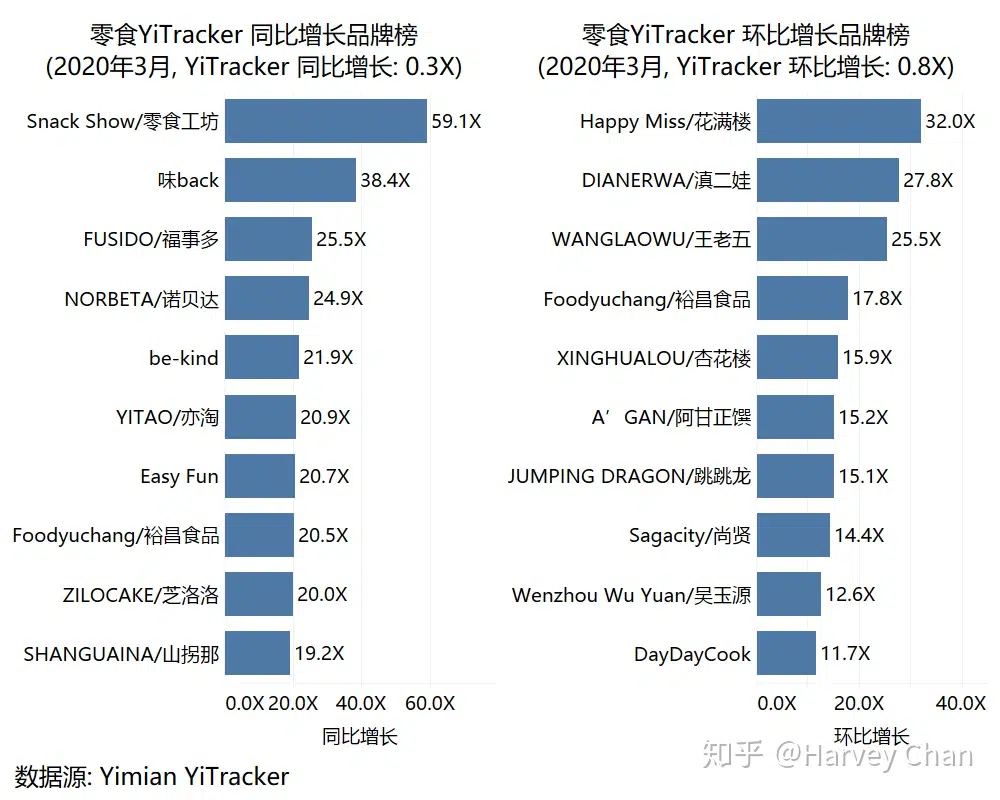 零食YiTracker 同比增长品牌榜
(2020年3月, YiTracker 同比增长: 0.3X)
Snack Show/零食工坊 59.1X
味back 38.4X
FUSIDO/福事多 25.5X
NORBETA/诺贝达 24.9X
be-kind 21.9X
YITAO/亦淘 20.9X
Easy Fun 20.7X
Foodyuchang/裕昌食品 20.5X
ZILOCAKE/芝洛洛 20.0X
SHANGUAINA/山拐那 19.2X
0.0X 20.0X 40.0X 60.0X
同比增长
零食YiTracker 环比增长品牌榜
(2020年3月, YiTracker 环比增长: 0.8X)
Happy Miss/花满楼 32.0X
DIANERWA/滇二娃 27.8X
WANGLAOWU/王老五 25.5X
Foodyuchang/裕昌食品 17.8X
XINGHUALOU/杏花楼 15.9X
A’GAN/阿甘正馔 15.2X
JUMPING DRAGON/跳跳龙 15.1X
Sagacity/尚贤 14.4X
Wenzhou Wu Yuan/吴玉源 12.6X
DayDayCook 11.7X
0.0X 20.0X 40.0X
环比增长
知乎 @Harvey Chan
数据源: Yimian YiTracker